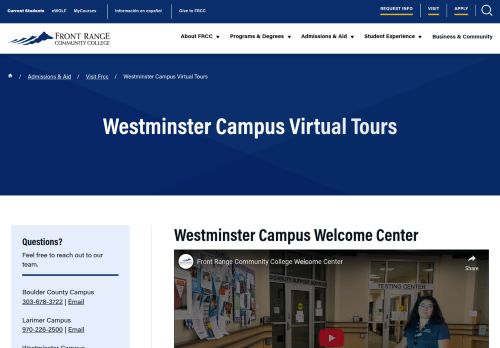 Current Students eWOLF MyCourses Información en español Give to FRCC REQUEST INFO VISIT APPLY
FRONT RANGE
COMMUNITY COLLEGE
About FRCC Programs & Degrees Admissions & Aid Student Experience Business & Community
/ Admissions & Aid / Visit Frcc / Westminster Campus Virtual Tours
Westminster Campus Virtual Tours
Questions?
Feel free to reach out to our
team.
Boulder County Campus
303-678-3722 | Email
Larimer Campus
970-226-2500 | Email
Westminster Campus
Westminster Campus Welcome Center
Front Range Community College Welcome Center
Share
TESTING CENTER